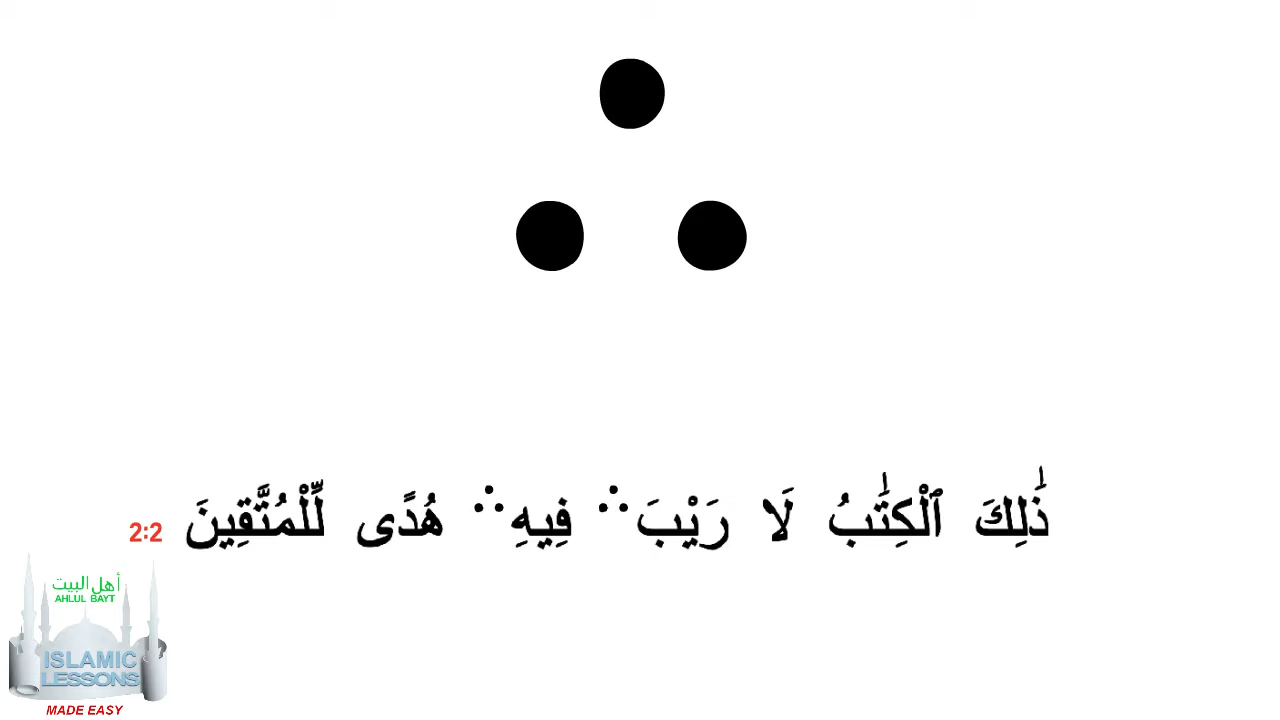 ذَٰلِكَ ٱلْكِتَٰبُ لَا رَيْبَ ۛ فِيهِ ۛ هُدًى لِّلْمُتَّقِينَ 2:2
أهل البيت
AHLUL BAYT
ISLAMIC
LESSONS
MADE EASY